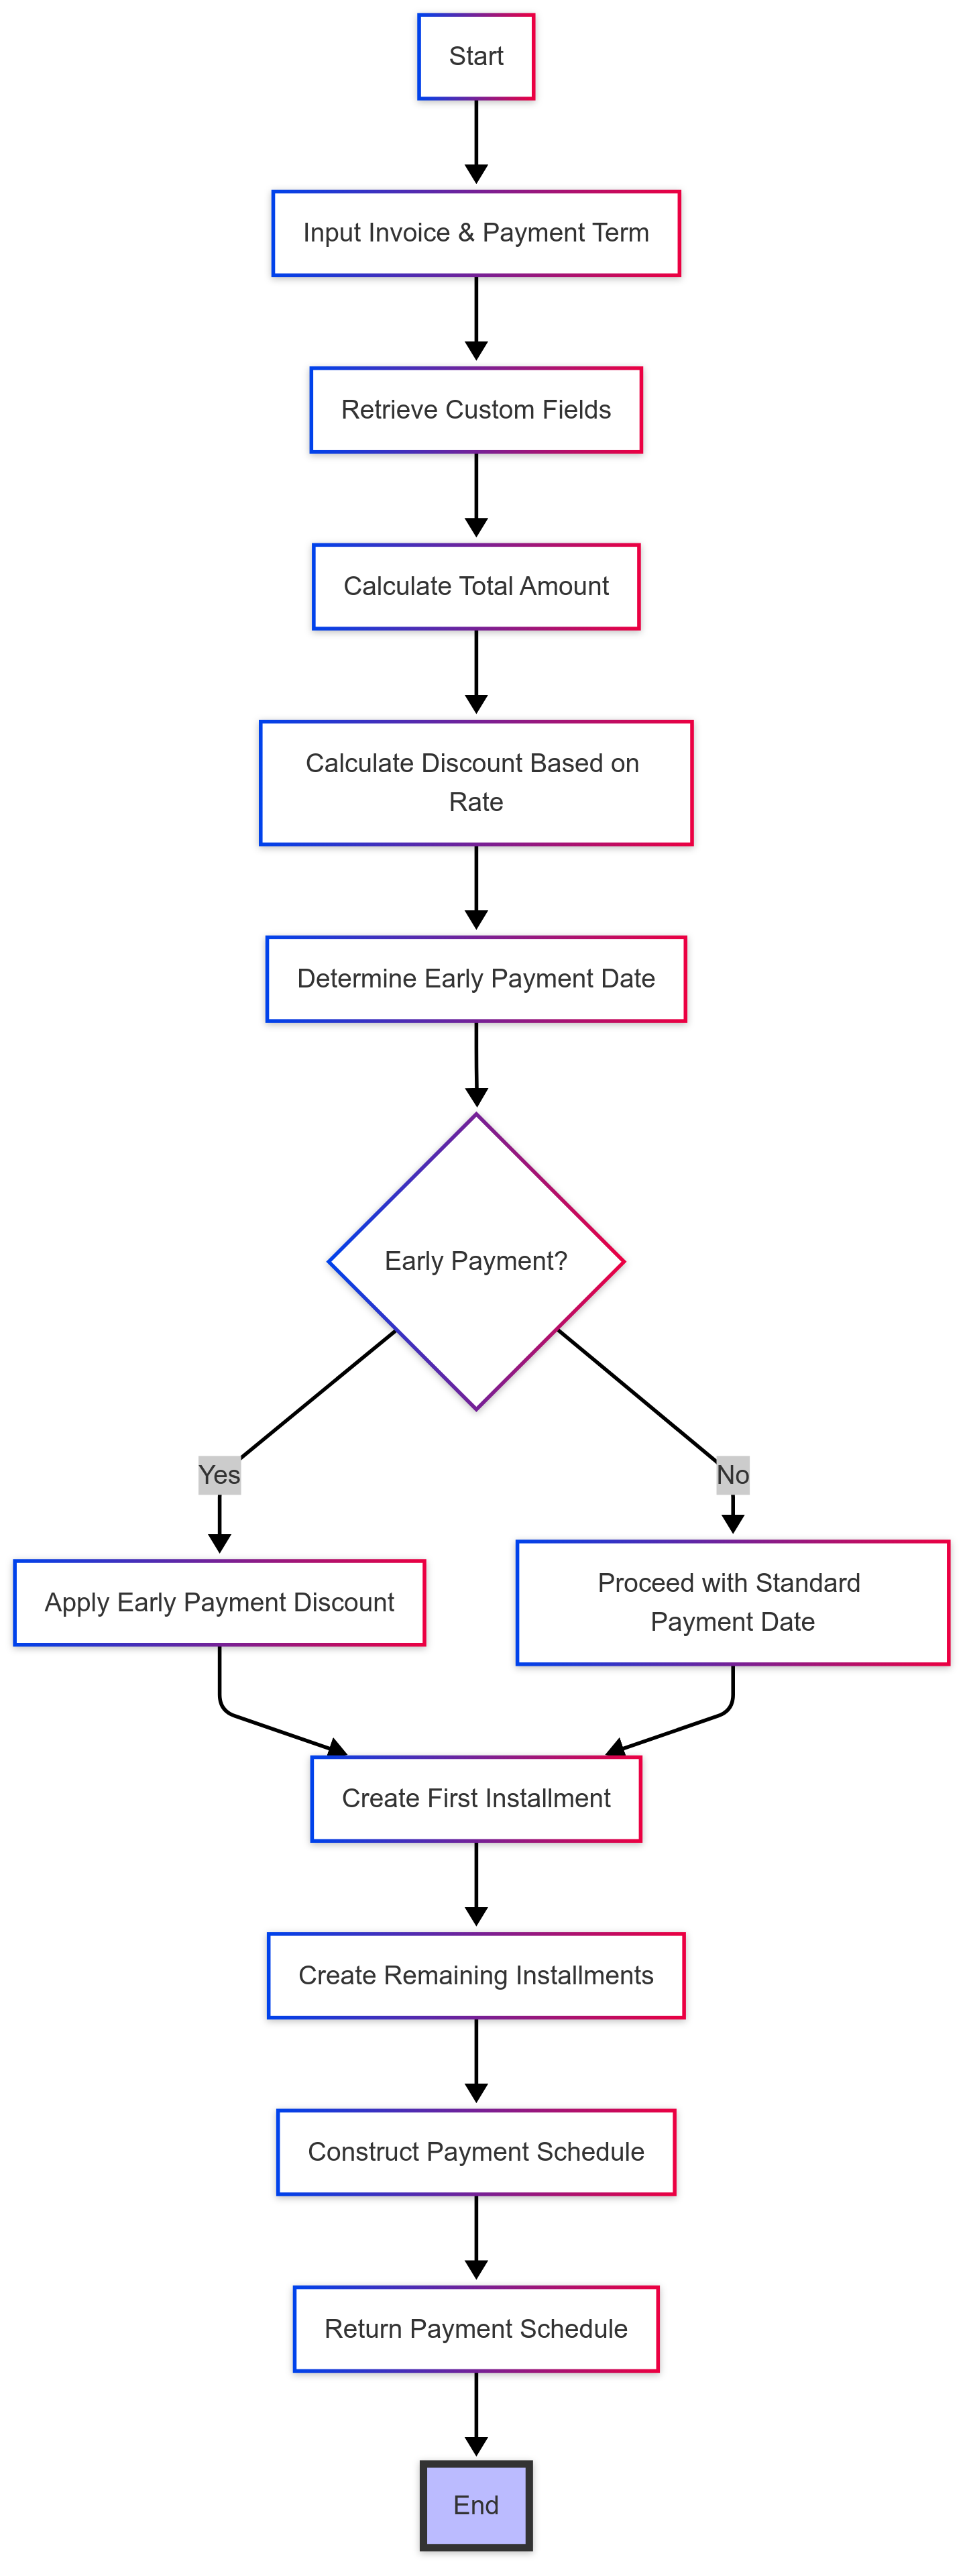 Start
Input Invoice & Payment Term
Retrieve Custom Fields
Calculate Total Amount
Calculate Discount Based on
Rate
Determine Early Payment Date
Early Payment?
Yes
No
Apply Early Payment Discount
Proceed with Standard
Payment Date
Create First Installment
Create Remaining Installments
Construct Payment Schedule
Return Payment Schedule
End